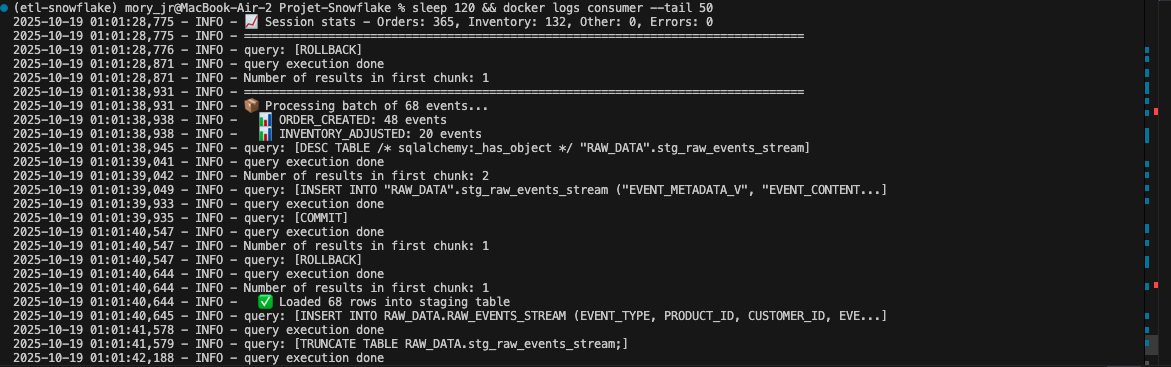 (etl-snowflake) mory_jr@MacBook-Air-2 Projet-Snowflake % sleep 120 && docker logs consumer --tail 50
2025-10-19 01:01:28,775 - INFO - 📈 Session stats - Orders: 365, Inventory: 132, Other: 0, Errors: 0
2025-10-19 01:01:28,775 - INFO - ================================================================================
2025-10-19 01:01:28,776 - INFO - query: [ROLLBACK]
2025-10-19 01:01:28,871 - INFO - query execution done
2025-10-19 01:01:28,871 - INFO - Number of results in first chunk: 1
2025-10-19 01:01:38,931 - INFO - ================================================================================
2025-10-19 01:01:38,931 - INFO - 📦 Processing batch of 68 events...
2025-10-19 01:01:38,938 - INFO -   📊 ORDER_CREATED: 48 events
2025-10-19 01:01:38,938 - INFO -   📊 INVENTORY_ADJUSTED: 20 events
2025-10-19 01:01:38,945 - INFO - query: [DESC TABLE /* sqlalchemy:_has_object */ "RAW_DATA".stg_raw_events_stream]
2025-10-19 01:01:39,041 - INFO - query execution done
2025-10-19 01:01:39,042 - INFO - Number of results in first chunk: 2
2025-10-19 01:01:39,049 - INFO - query: [INSERT INTO "RAW_DATA".stg_raw_events_stream ("EVENT_METADATA_V", "EVENT_CONTENT...]
2025-10-19 01:01:39,933 - INFO - query execution done
2025-10-19 01:01:39,935 - INFO - query: [COMMIT]
2025-10-19 01:01:40,547 - INFO - query execution done
2025-10-19 01:01:40,547 - INFO - Number of results in first chunk: 1
2025-10-19 01:01:40,547 - INFO - query: [ROLLBACK]
2025-10-19 01:01:40,644 - INFO - query execution done
2025-10-19 01:01:40,644 - INFO - Number of results in first chunk: 1
2025-10-19 01:01:40,644 - INFO -   ✅ Loaded 68 rows into staging table
2025-10-19 01:01:40,645 - INFO - query: [INSERT INTO RAW_DATA.RAW_EVENTS_STREAM (EVENT_TYPE, PRODUCT_ID, CUSTOMER_ID, EVE...]
2025-10-19 01:01:41,578 - INFO - query execution done
2025-10-19 01:01:41,579 - INFO - query: [TRUNCATE TABLE RAW_DATA.stg_raw_events_stream;]
2025-10-19 01:01:42,188 - INFO - query execution done